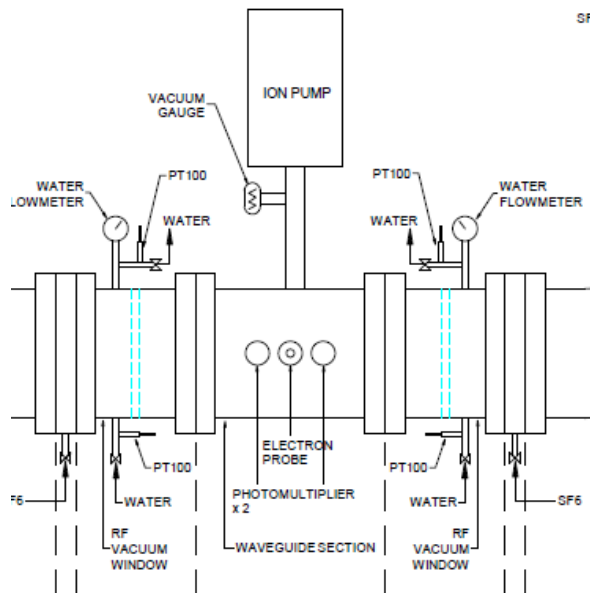 SF
ION PUMP
VACUUM
GAUGE
WATER
LOWMETER
PT100
WATER
PT100
WATER
WATER
FLOWMETER
ELECTRON
PROBE
PT100
WATER
PHOTOMULTIPLIER
x 2
F6
RF
VACUUM
WINDOW
WAVEGUIDE SECTION
PT100
WATER
SF6
RF
VACUUM
WINDOW